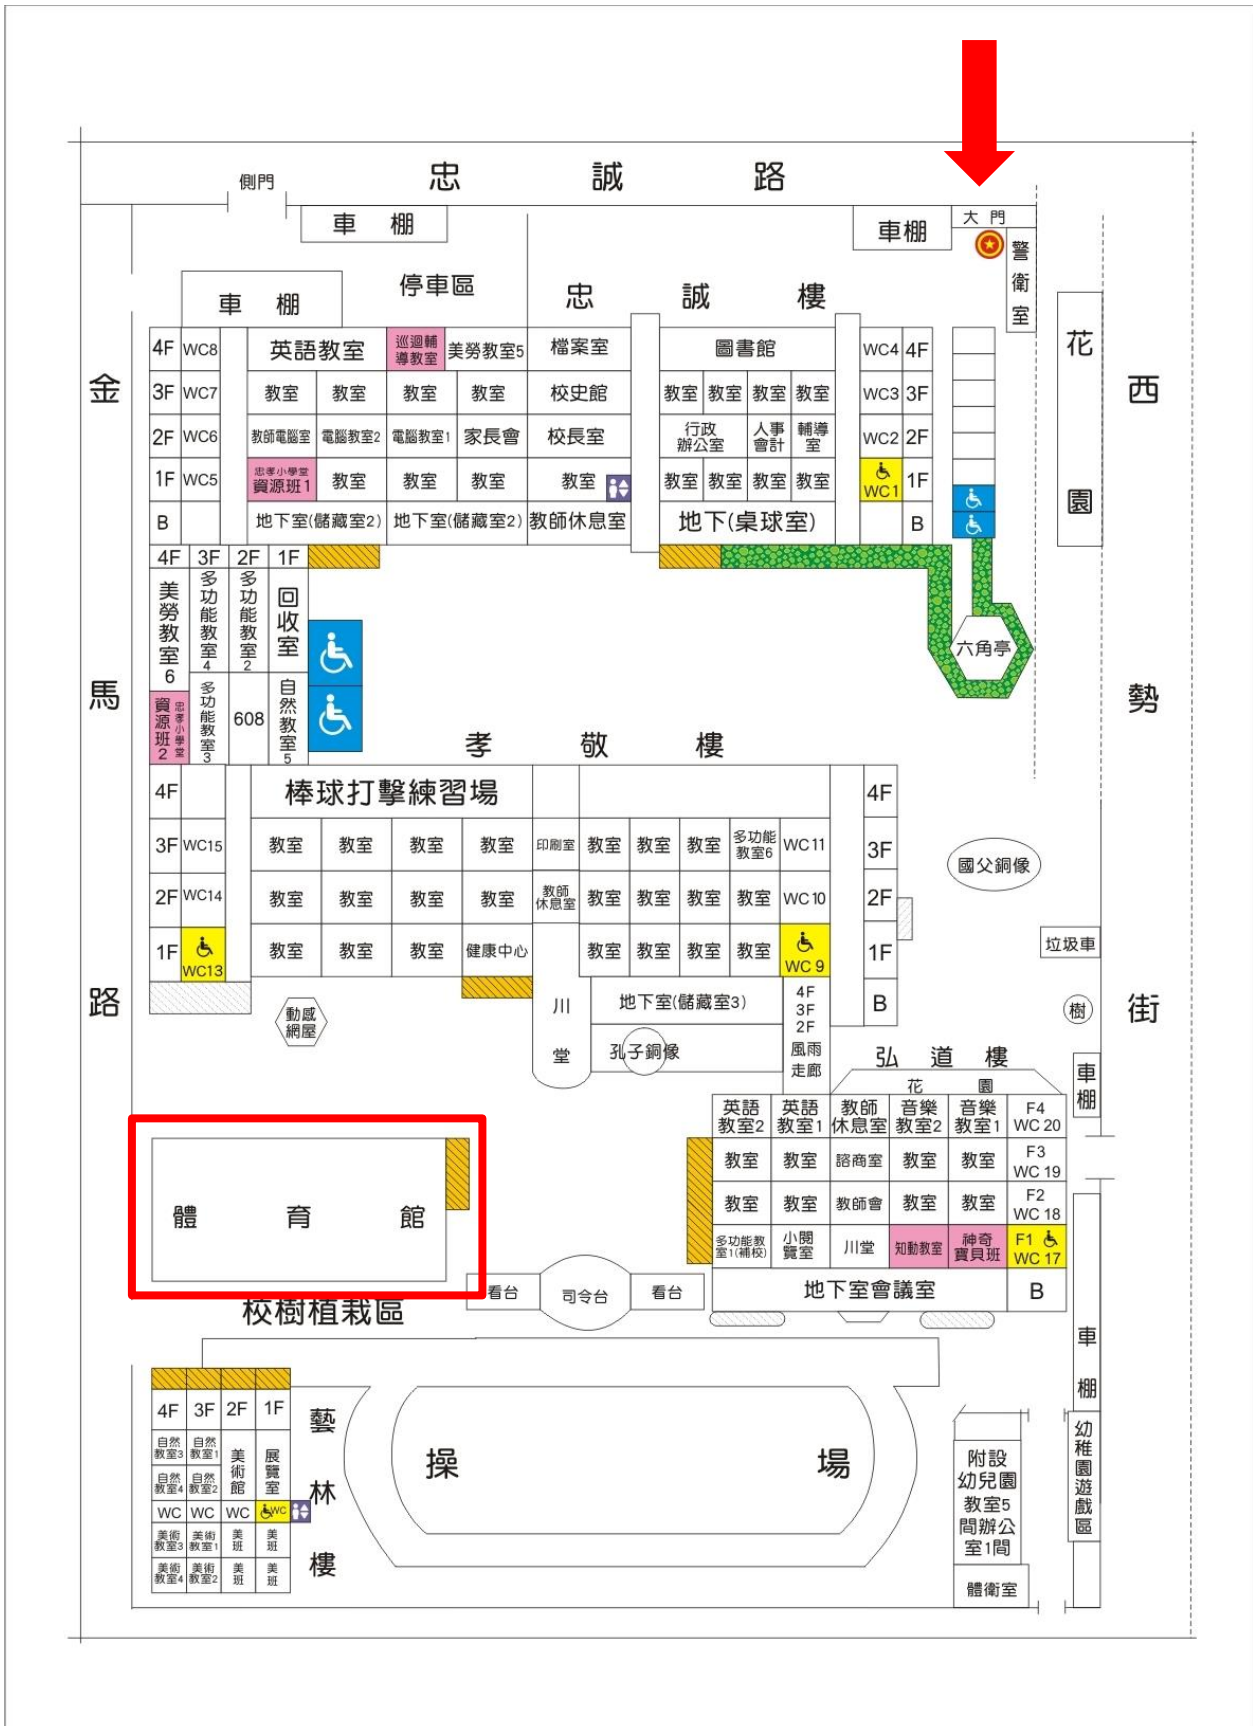 忠誠路
側門
大門
車棚
車棚
警衛室
停車區
忠誠樓
車棚
花園
金馬路
西勢街
4F WC8 英語教室 巡迴輔導教室 美勞教室5 檔案室 圖書館 WC4 4F
3F WC7 教室 教室 教室 教室 校史館 教室 教室 教室 教室 WC3 3F
2F WC6 教師電腦室 電腦教室2 電腦教室1 家長會 校長室 行政辦公室 人事會計 輔導室 WC2 2F
1F WC5 忠孝小學堂資源班1 教室 教室 教室 教室 教室 教室 教室 教室 WC1 1F
B 地下室(儲藏室2) 地下室(儲藏室2) 教師休息室 地下(桌球室) B
4F 3F 2F 1F
美勞教室6
多功能教室4
多功能教室2
回收室
忠孝小學堂資源班2
多功能教室3
608
自然教室5
六角亭
孝敬樓
4F 棒球打擊練習場 4F
3F WC15 教室 教室 教室 教室 印刷室 教室 教室 教室 多功能教室6 WC11 3F
2F WC14 教室 教室 教室 教室 教師休息室 教室 教室 教室 教室 WC10 2F
1F WC13 教室 教室 教室 健康中心 教室 教室 教室 教室 WC 9 1F
國父銅像
垃圾車
樹
動感網屋
川堂
地下室(儲藏室3)
孔子銅像
4F
3F
2F
風雨走廊
B
弘道樓
花園
車棚
英語教室2 英語教室1 教師休息室 音樂教室2 音樂教室1 F4 WC 20
教室 教室 諮商室 教室 教室 F3 WC 19
教室 教室 教師會 教室 教室 F2 WC 18
多功能教室1(補校) 小閱覽室 川堂 知動教室 神奇寶貝班 F1 WC 17
地下室會議室 B
體育館
看台 司令台 看台
校樹植栽區
車棚
4F 3F 2F 1F
自然教室3 自然教室1 美術館 展覽室
自然教室4 自然教室2
WC WC WC WC
美術教室3 美術教室1 美班 美班
美術教室4 美術教室2 美班 美班
藝林樓
操場
附設
幼兒園
教室5
間辦公
室1間
體衛室
幼稚園遊戲區